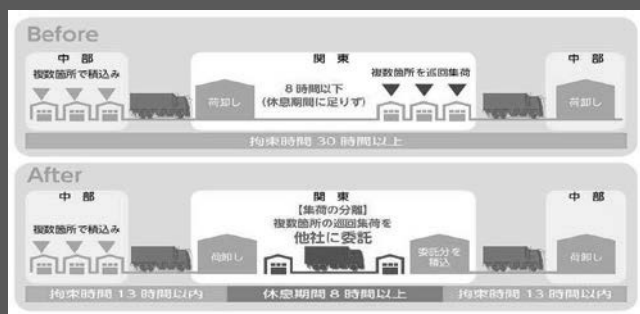 Before
中 部
関 東
中 部
複数箇所で積込み
荷卸し
8時間以下
(休息期間に足りず)
複数箇所を巡回集荷
荷卸し
拘束時間 30 時間以上
After
中 部
関 東
中 部
複数箇所で積込み
荷卸し
【集荷の分離】
複数箇所の巡回集荷を
他社に委託
委託分を
積込
荷卸し
拘束時間 13 時間以内
休息期間 8 時間以上
拘束時間 13 時間以内